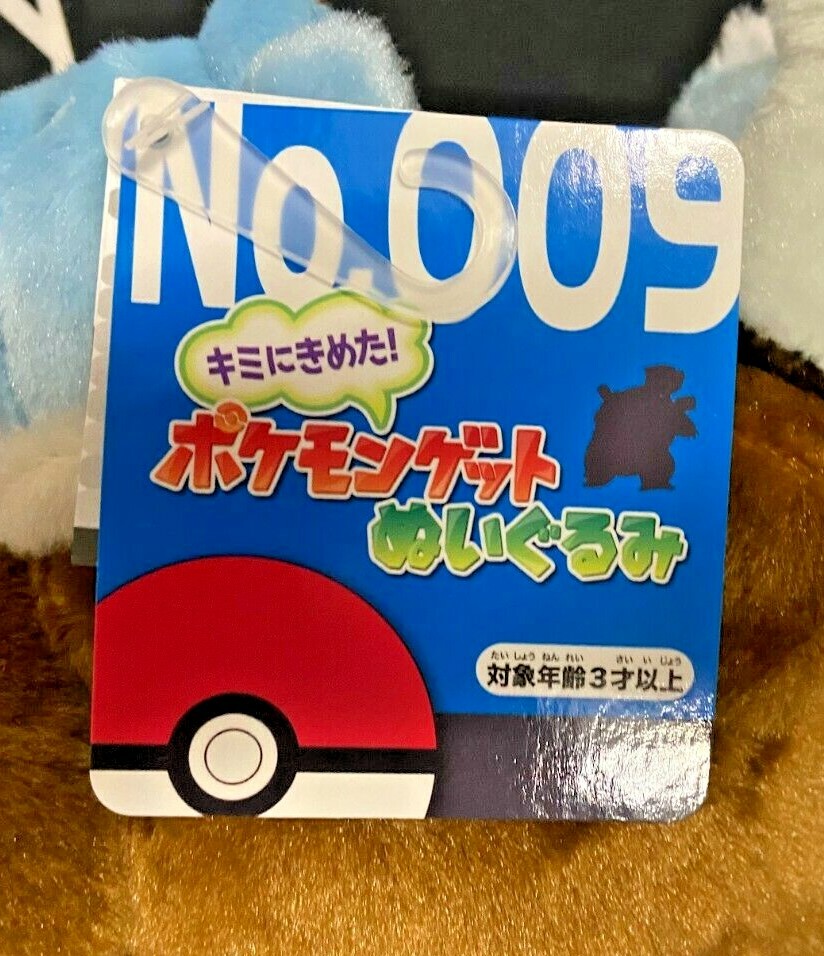 No.009
キミにきめた!
ポケモンゲット
ぬいぐるみ
たいしょうねんれい さいいじょう
対象年齢3才以上